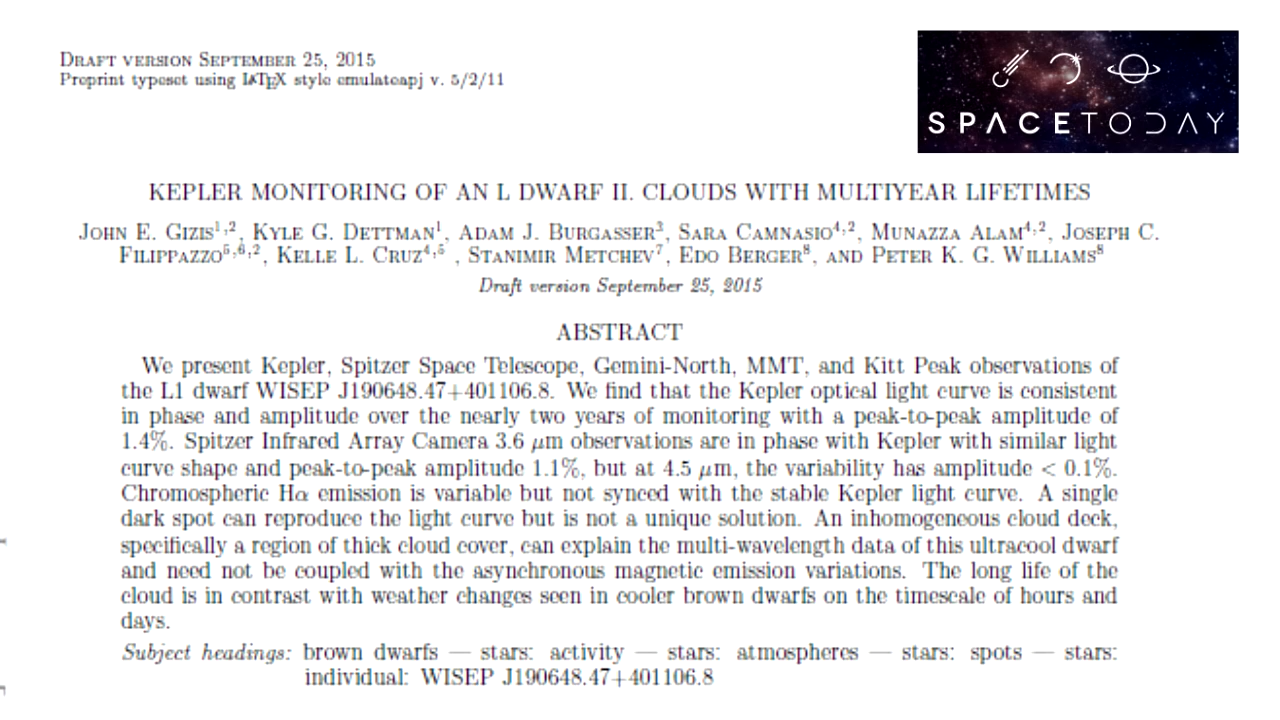 DRAFT VERSION SEPTEMBER 25, 2015
Preprint typeset using LATEX style emulateapj v. 5/2/11
SPACETODAY
KEPLER MONITORING OF AN L DWARF II. CLOUDS WITH MULTIYEAR LIFETIMES
JOHN E. GIZIS1,2, KYLE G. DETTMAN1, ADAM J. BURGASSER3, SARA CAMNASIO4,2, MUNAZZA ALAM4,2, JOSEPH C.
FILIPPAZZO5,6,2, KELLE L. CRUZ4,5, STANIMIR METCHEV7, EDO BERGER8, AND PETER K. G. WILLIAMS8
Draft version September 25, 2015
ABSTRACT
We present Kepler, Spitzer Space Telescope, Gemini-North, MMT, and Kitt Peak observations of
the L1 dwarf WISEP J190648.47+401106.8. We find that the Kepler optical light curve is consistent
in phase and amplitude over the nearly two years of monitoring with a peak-to-peak amplitude of
1.4%. Spitzer Infrared Array Camera 3.6 μm observations are in phase with Kepler with similar light
curve shape and peak-to-peak amplitude 1.1%, but at 4.5 μm, the variability has amplitude < 0.1%.
Chromospheric Hα emission is variable but not synced with the stable Kepler light curve. A single
dark spot can reproduce the light curve but is not a unique solution. An inhomogeneous cloud deck,
specifically a region of thick cloud cover, can explain the multi-wavelength data of this ultracool dwarf
and need not be coupled with the asynchronous magnetic emission variations. The long life of the
cloud is in contrast with weather changes seen in cooler brown dwarfs on the timescale of hours and
days.
Subject headings: brown dwarfs — stars: activity — stars: atmospheres — stars: spots — stars:
individual: WISEP J190648.47+401106.8